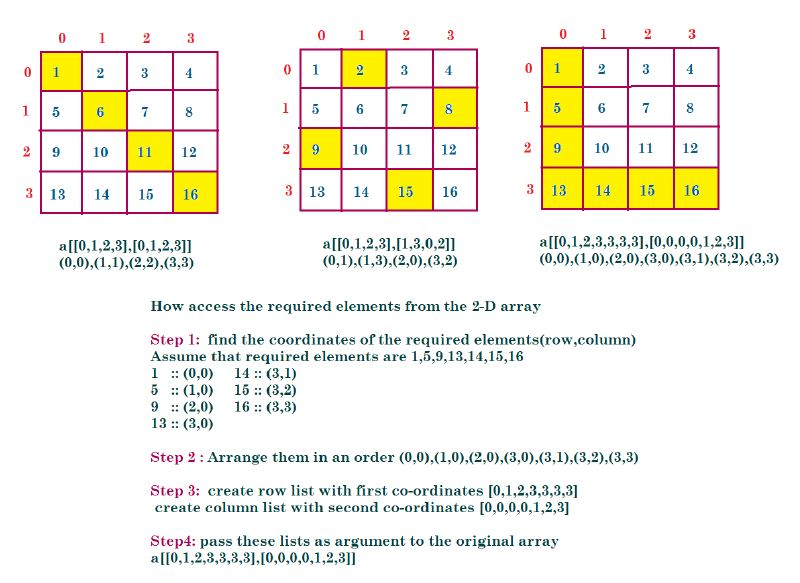 0 1 2 3
0 1 2 3 4
1 5 6 7 8
2 9 10 11 12
3 13 14 15 16
a[[0,1,2,3],[0,1,2,3]]
(0,0),(1,1),(2,2),(3,3)
0 1 2 3
0 1 2 3 4
1 5 6 7 8
2 9 10 11 12
3 13 14 15 16
a[[0,1,2,3],[1,3,0,2]]
(0,1),(1,3),(2,0),(3,2)
0 1 2 3
0 1 2 3 4
1 5 6 7 8
2 9 10 11 12
3 13 14 15 16
a[[0,1,2,3,3,3,3],[0,0,0,0,1,2,3]]
(0,0),(1,0),(2,0),(3,0),(3,1),(3,2),(3,3)
How access the required elements from the 2-D array
Step 1: find the coordinates of the required elements(row,column)
Assume that required elements are 1,5,9,13,14,15,16
1 :: (0,0) 14 :: (3,1)
5 :: (1,0) 15 :: (3,2)
9 :: (2,0) 16 :: (3,3)
13 :: (3,0)
Step 2 : Arrange them in an order (0,0),(1,0),(2,0),(3,0),(3,1),(3,2),(3,3)
Step 3: create row list with first co-ordinates [0,1,2,3,3,3,3]
create column list with second co-ordinates [0,0,0,0,1,2,3]
Step4: pass these lists as argument to the original array
a[[0,1,2,3,3,3,3],[0,0,0,0,1,2,3]]